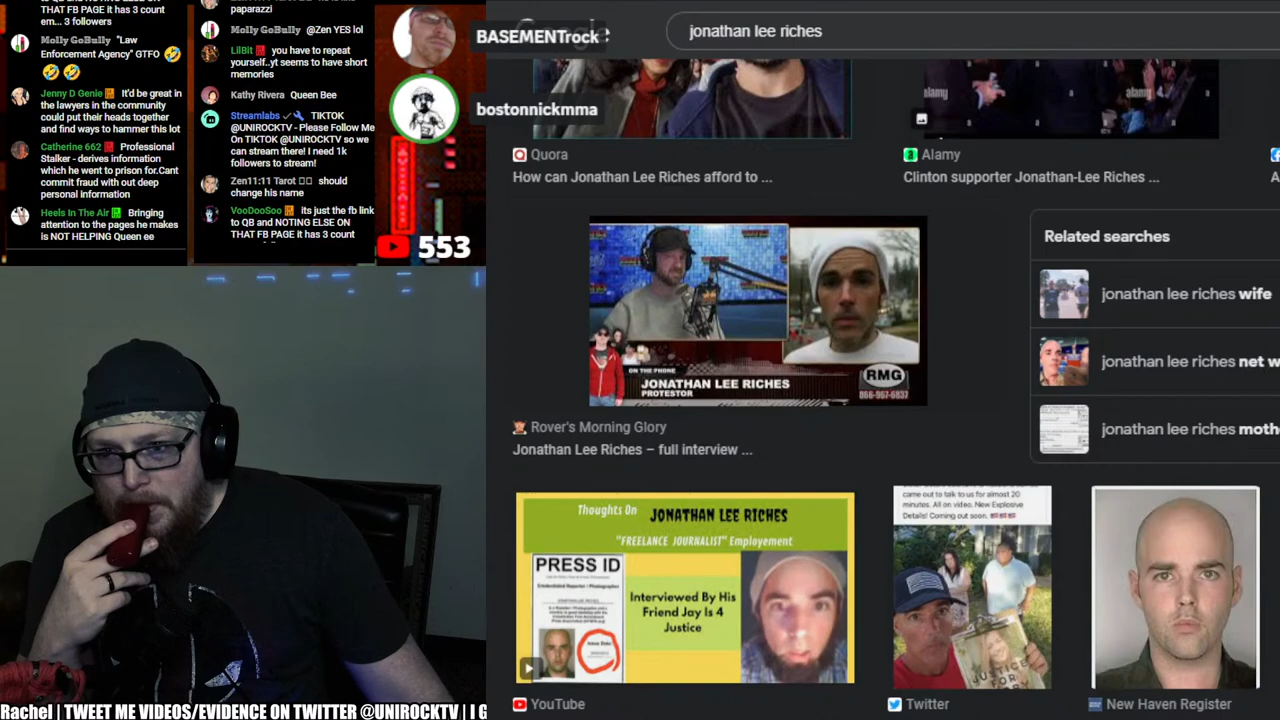 THAT FB PAGE it has 3 count
em... 3 followers
Molly GoBully "Law
Enforcement Agency" GTFO
Jenny D Genie It'd be great in
the lawyers in the community
could put their heads together
and find ways to hammer this lot
Catherine 662 Professional
Stalker - derives information
which he went to prison for.Cant
commit fraud with out deep
personal information
Heels In The Air Bringing
attention to the pages he makes
is NOT HELPING Queen ee
paparazzi
Molly GoBully @Zen YES lol
LilBit you have to repeat
yourself..yt seems to have short
memories
Kathy Rivera Queen Bee
Streamlabs TIKTOK
@UNIROCKTV - Please Follow Me
On TIKTOK @UNIROCKTV so we
can stream there! I need 1k
followers to stream!
Zen11:11 Tarot should
change his name
VooDooSoo its just the fb link
to QB and NOTING ELSE ON
THAT FB PAGE it has 3 count
BASEMENTrock
bostonnickmma
553
jonathan lee riches
Quora
How can Jonathan Lee Riches afford to ...
alamy
a
Alamy
Clinton supporter Jonathan-Lee Riches ...
ON THE PHONE
JONATHAN LEE RICHES
PROTESTOR
RMG
866-967-6837
Rover's Morning Glory
Jonathan Lee Riches – full interview ...
Related searches
jonathan lee riches wife
jonathan lee riches net w
jonathan lee riches moth
Thoughts On JONATHAN LEE RICHES
"FREELANCE JOURNALIST" Employement
PRESS ID
Interviewed By His
Friend Jay Is 4
Justice
YouTube
came out to talk to us for almost 20
minutes. All on video. New Explosive
Details! Coming out soon.
JUSTICE
FOR
Twitter
New Haven Register
Rachel | TWEET ME VIDEOS/EVIDENCE ON TWITTER @UNIROCKTV | I G